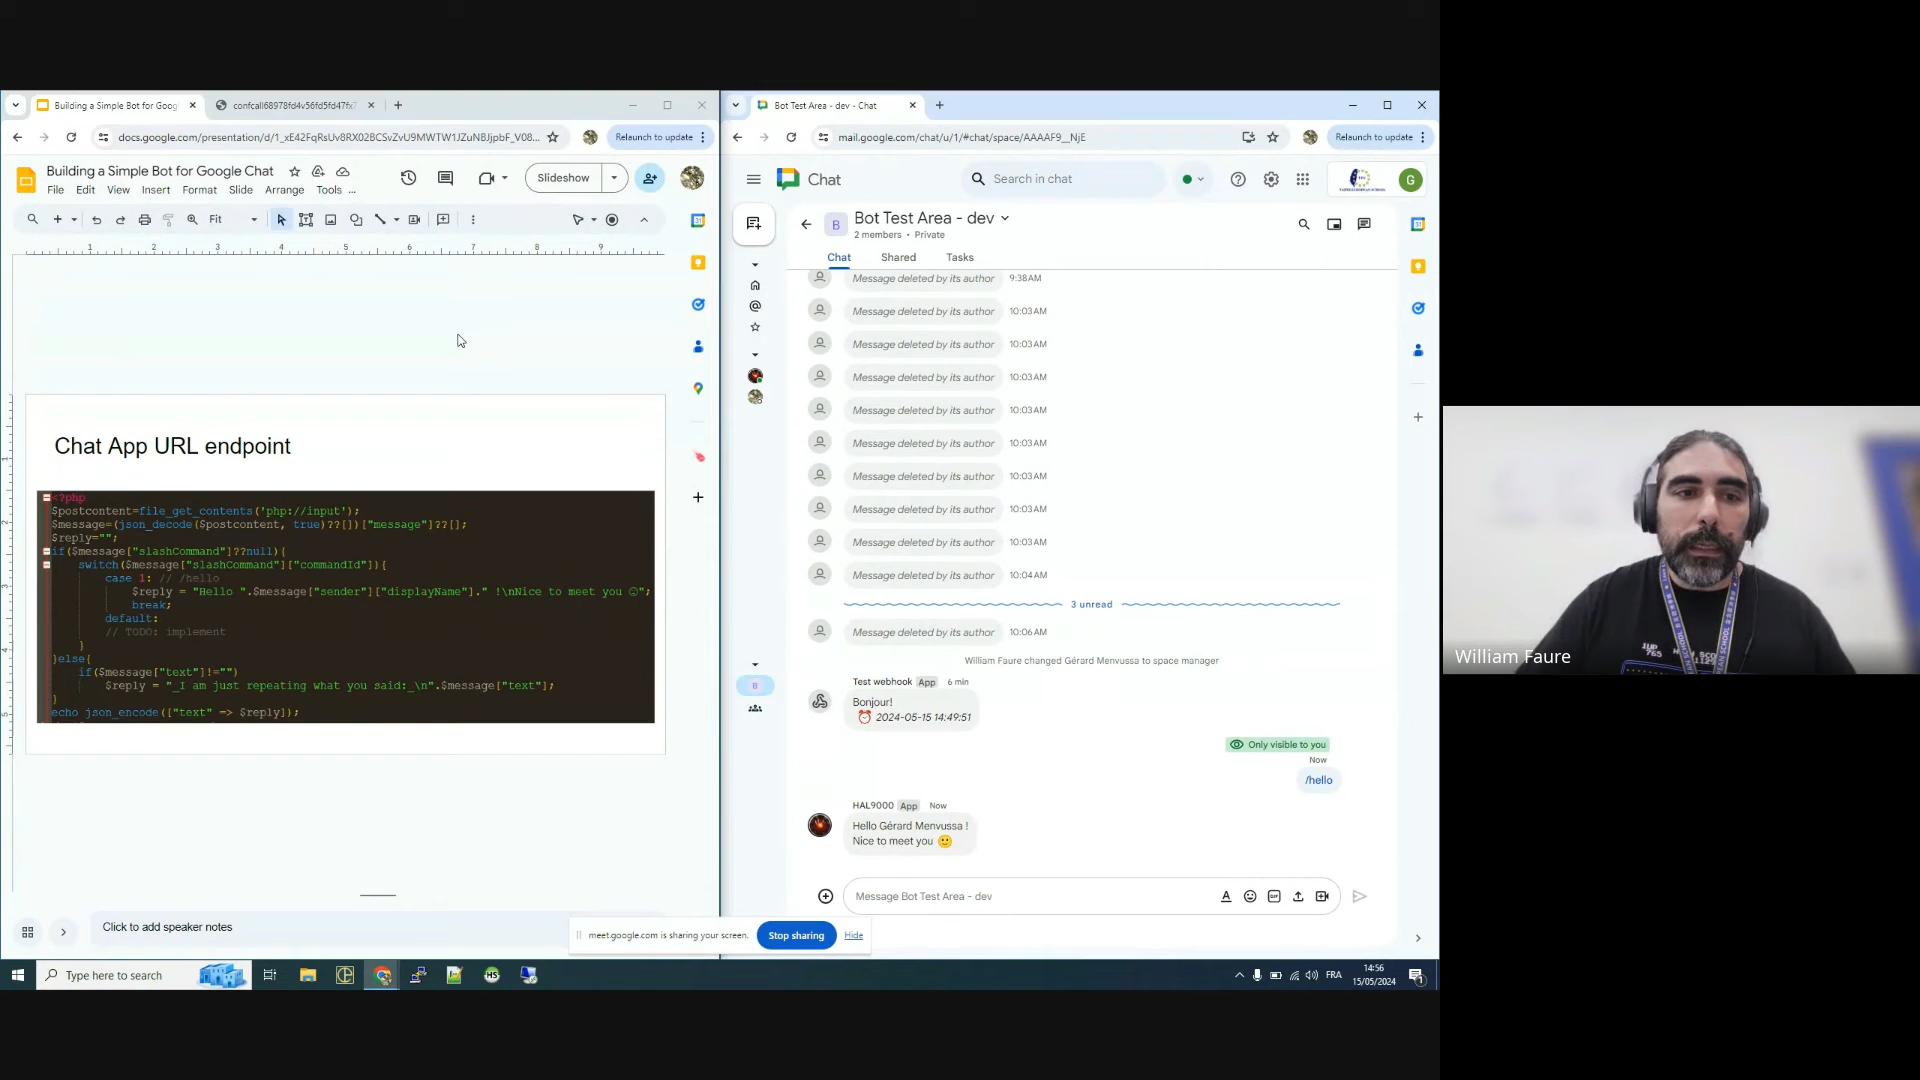 Building a Simple Bot for Goog
confcall68978fd4v56fd5fd47fx7
docs.google.com/presentation/d/1_xE42FqRsUv8RX02BCSvZvU9MWTW1JZuNBJjpbF_V08...
Relaunch to update
Building a Simple Bot for Google Chat
File Edit View Insert Format Slide Arrange Tools ...
Slideshow
Fit
1 2 3 4 5 6 7 8 9
Chat App URL endpoint
<?php
$postcontent=file_get_contents('php://input');
$message=(json_decode($postcontent, true)??[])["message"]??[];
$reply="";
if($message["slashCommand"]??null){
switch($message["slashCommand"]["commandId"]){
case 1: // /hello
$reply = "Hello ".$message["sender"]["displayName"]." !\nNice to meet you ☺";
break;
default:
// TODO: implement
}
}else{
if($message["text"]!="")
$reply = "_I am just repeating what you said:_\n".$message["text"];
}
echo json_encode(["text" => $reply]);
Click to add speaker notes
Bot Test Area - dev - Chat
mail.google.com/chat/u/1/#chat/space/AAAAF9__NjE
Relaunch to update
Chat
Search in chat
G
B
Bot Test Area - dev
2 members • Private
Chat Shared Tasks
Message deleted by its author 9:38 AM
Message deleted by its author 10:03 AM
Message deleted by its author 10:03 AM
Message deleted by its author 10:03 AM
Message deleted by its author 10:03 AM
Message deleted by its author 10:03 AM
Message deleted by its author 10:03 AM
Message deleted by its author 10:03 AM
Message deleted by its author 10:03 AM
Message deleted by its author 10:04 AM
3 unread
Message deleted by its author 10:06 AM
William Faure changed Gérard Menvussa to space manager
Test webhook App 6 min
Bonjour!
⏰ 2024-05-15 14:49:51
Only visible to you
Now
/hello
HAL9000 App Now
Hello Gérard Menvussa !
Nice to meet you 🙂
B
Message Bot Test Area - dev
meet.google.com is sharing your screen.
Stop sharing
Hide
Type here to search
FRA
14:56
15/05/2024
William Faure